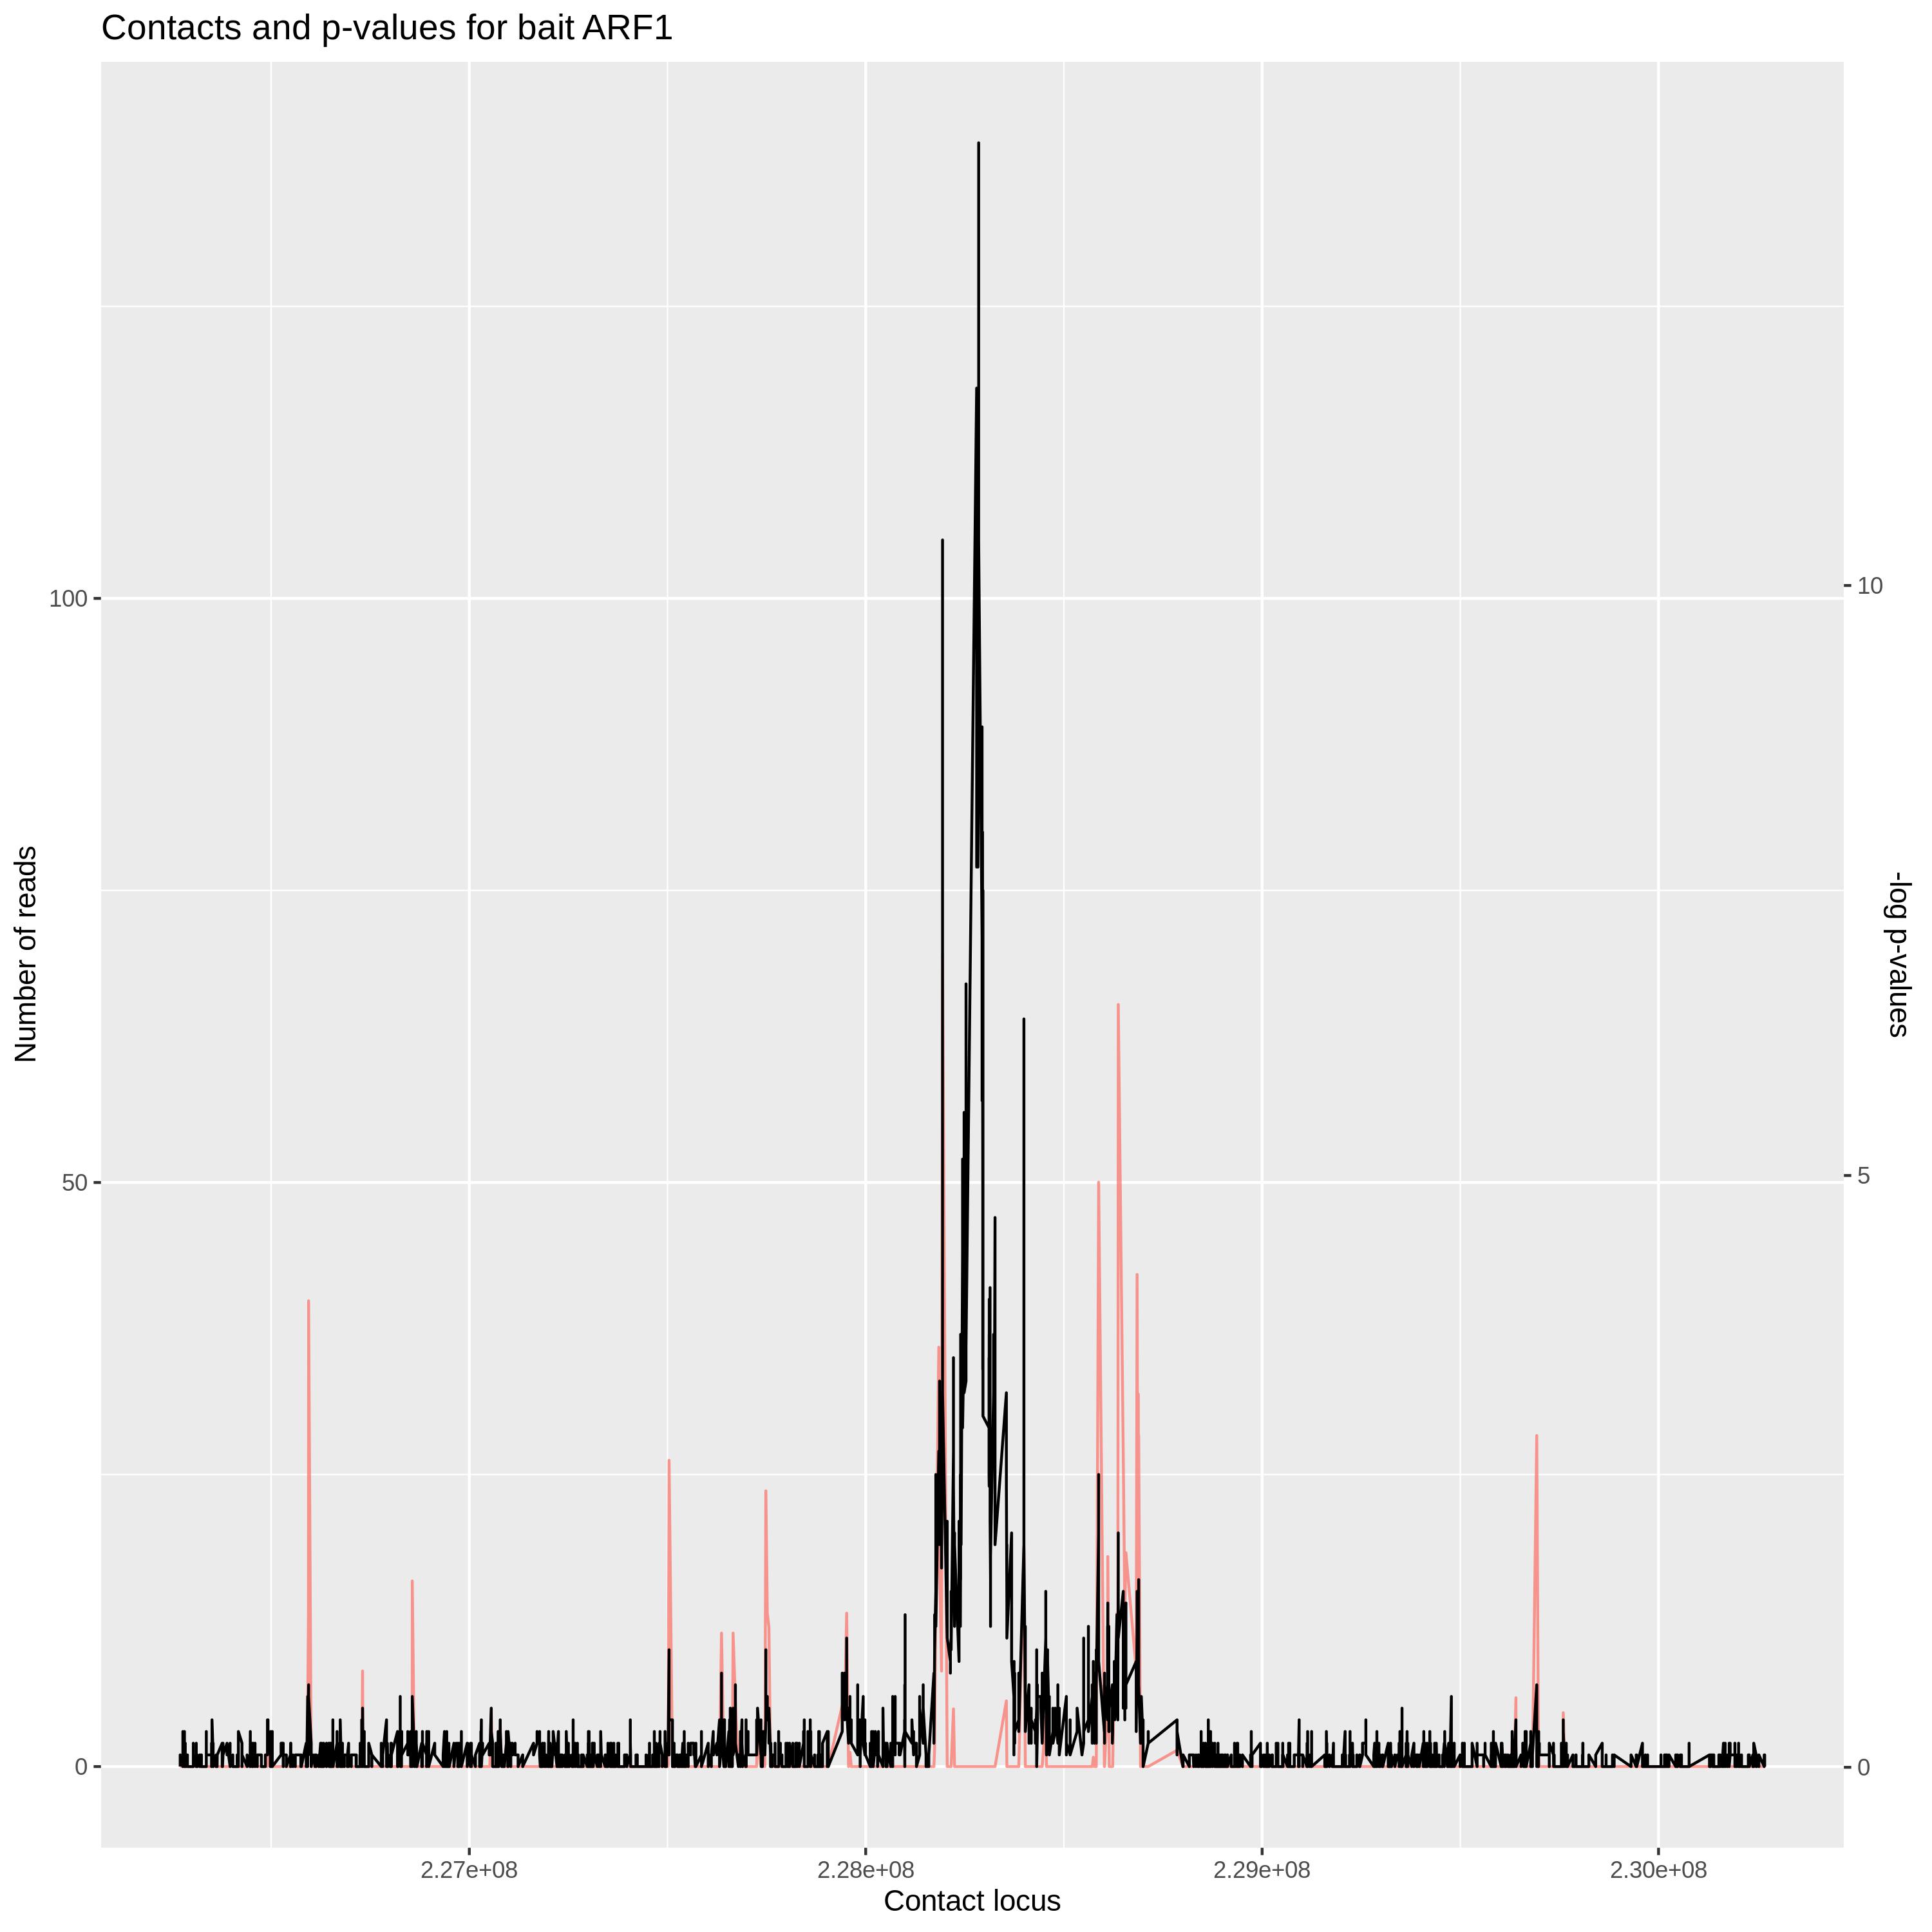 Contacts and p-values for bait ARF1
100
50
0
Number of reads
10
5
0
-log p-values
2.27e+08 2.28e+08 2.29e+08 2.30e+08
Contact locus